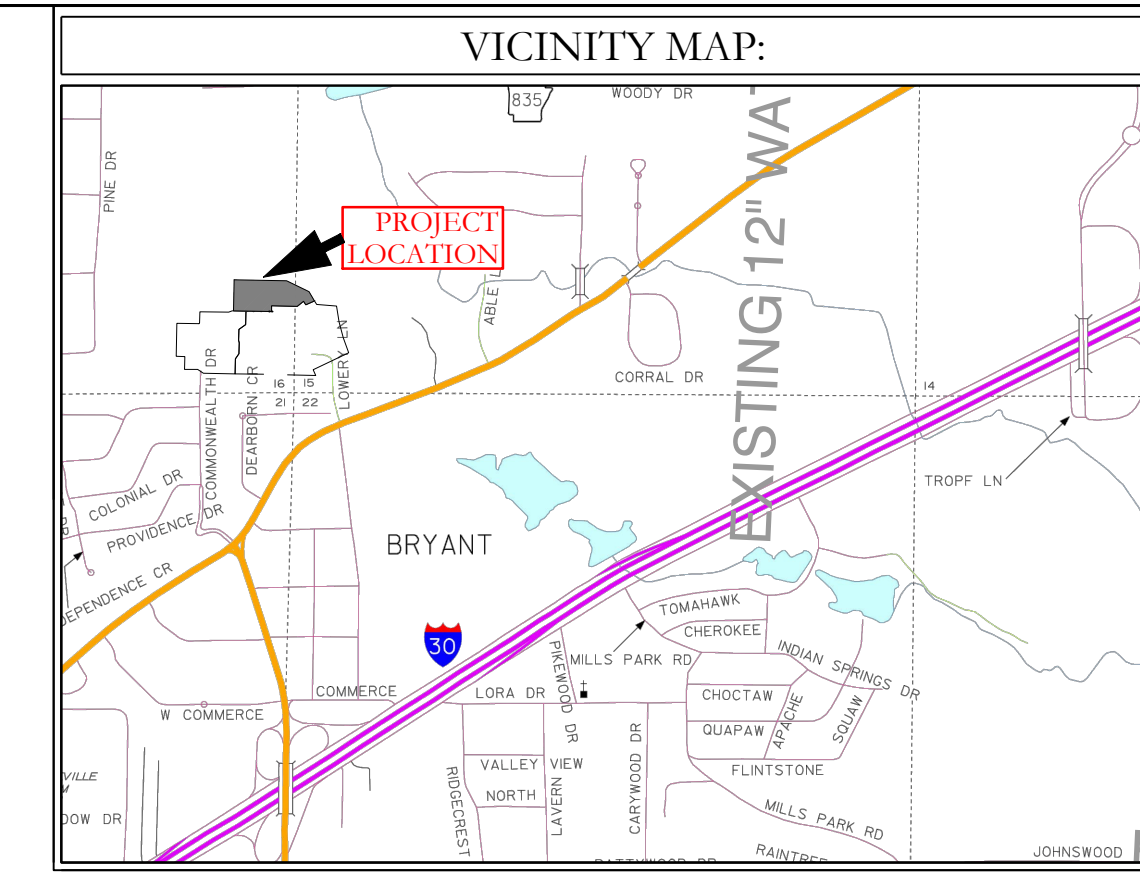 VICINITY MAP:
835
WOODY DR
PINE DR
PROJECT
LOCATION
EXISTING 12" WA
ABLE L
LOWERY LN
CORRAL DR
16 15
21 22
14
COMMONWEALTH DR
DEARBORN CR
TROPF LN
COLONIAL DR
PROVIDENCE DR
DEPENDENCE CR
BRYANT
30
TOMAHAWK
CHEROKEE
MILLS PARK RD
PIKEWOOD DR
INDIAN SPRINGS DR
COMMERCE
LORA DR
W COMMERCE
CHOCTAW
APACHE
SQUAW
QUAPAW
CARYWOOD DR
VALLEY VIEW
NORTH
LAVERN
RIDGECREST
FLINTSTONE
VILLE
DOW DR
MILLS PARK RD
RAINTREE
JOHNSWOOD